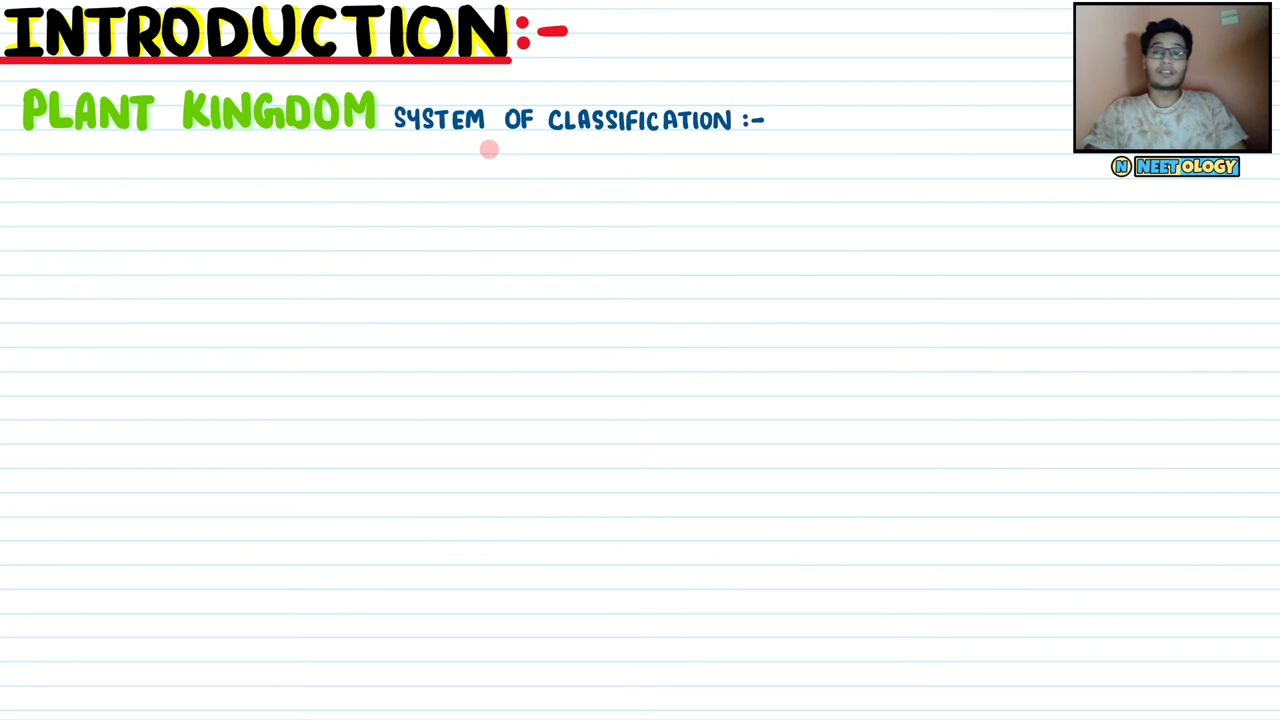 INTRODUCTION:-
PLANT KINGDOM SYSTEM OF CLASSIFICATION :-
N NEETOLOGY